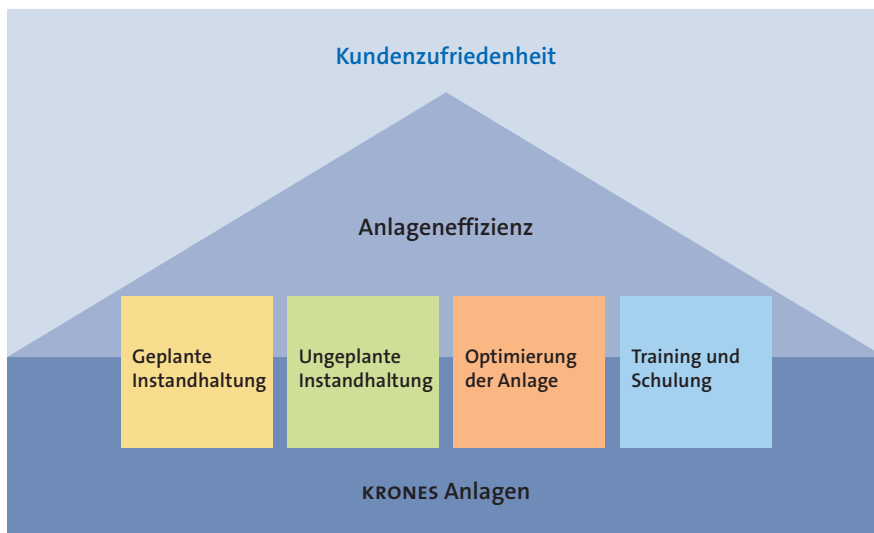 Kundenzufriedenheit
Anlageneffizienz
Geplante
Instandhaltung
Ungeplante
Instandhaltung
Optimierung
der Anlage
Training und
Schulung
KRONES Anlagen